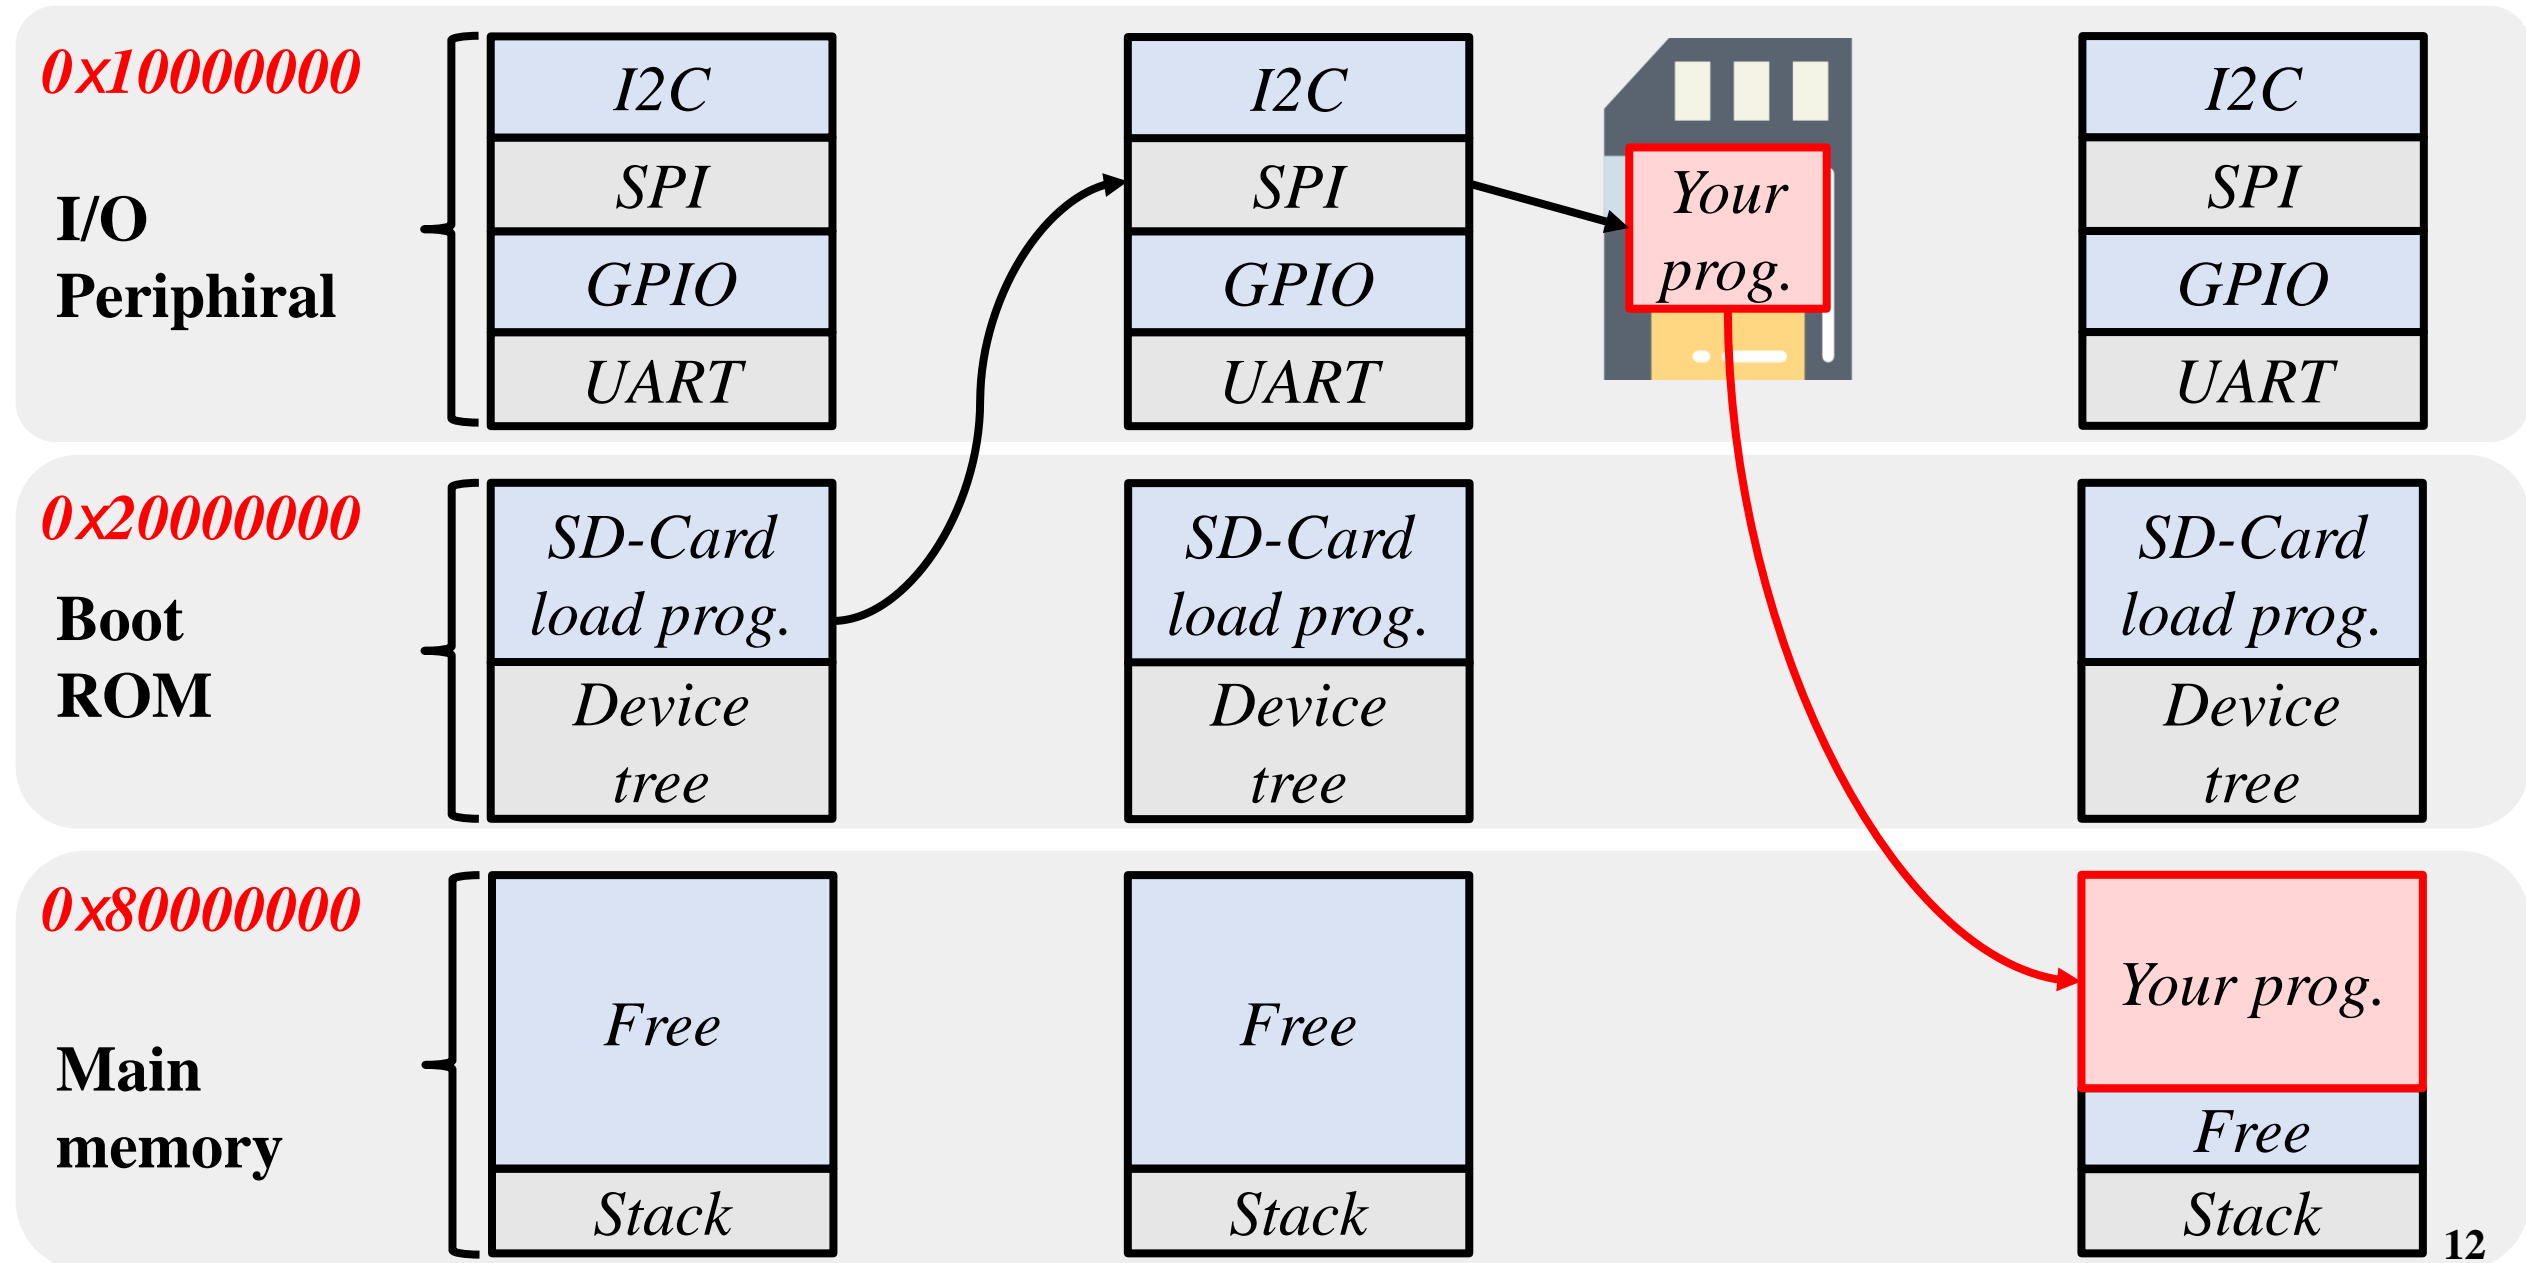 0x10000000
I/O
Periphiral
I2C
SPI
GPIO
UART
I2C
SPI
GPIO
UART
Your
prog.
I2C
SPI
GPIO
UART
0x20000000
Boot
ROM
SD-Card
load prog.
Device
tree
SD-Card
load prog.
Device
tree
SD-Card
load prog.
Device
tree
0x80000000
Main
memory
Free
Stack
Free
Stack
Your prog.
Free
Stack
12